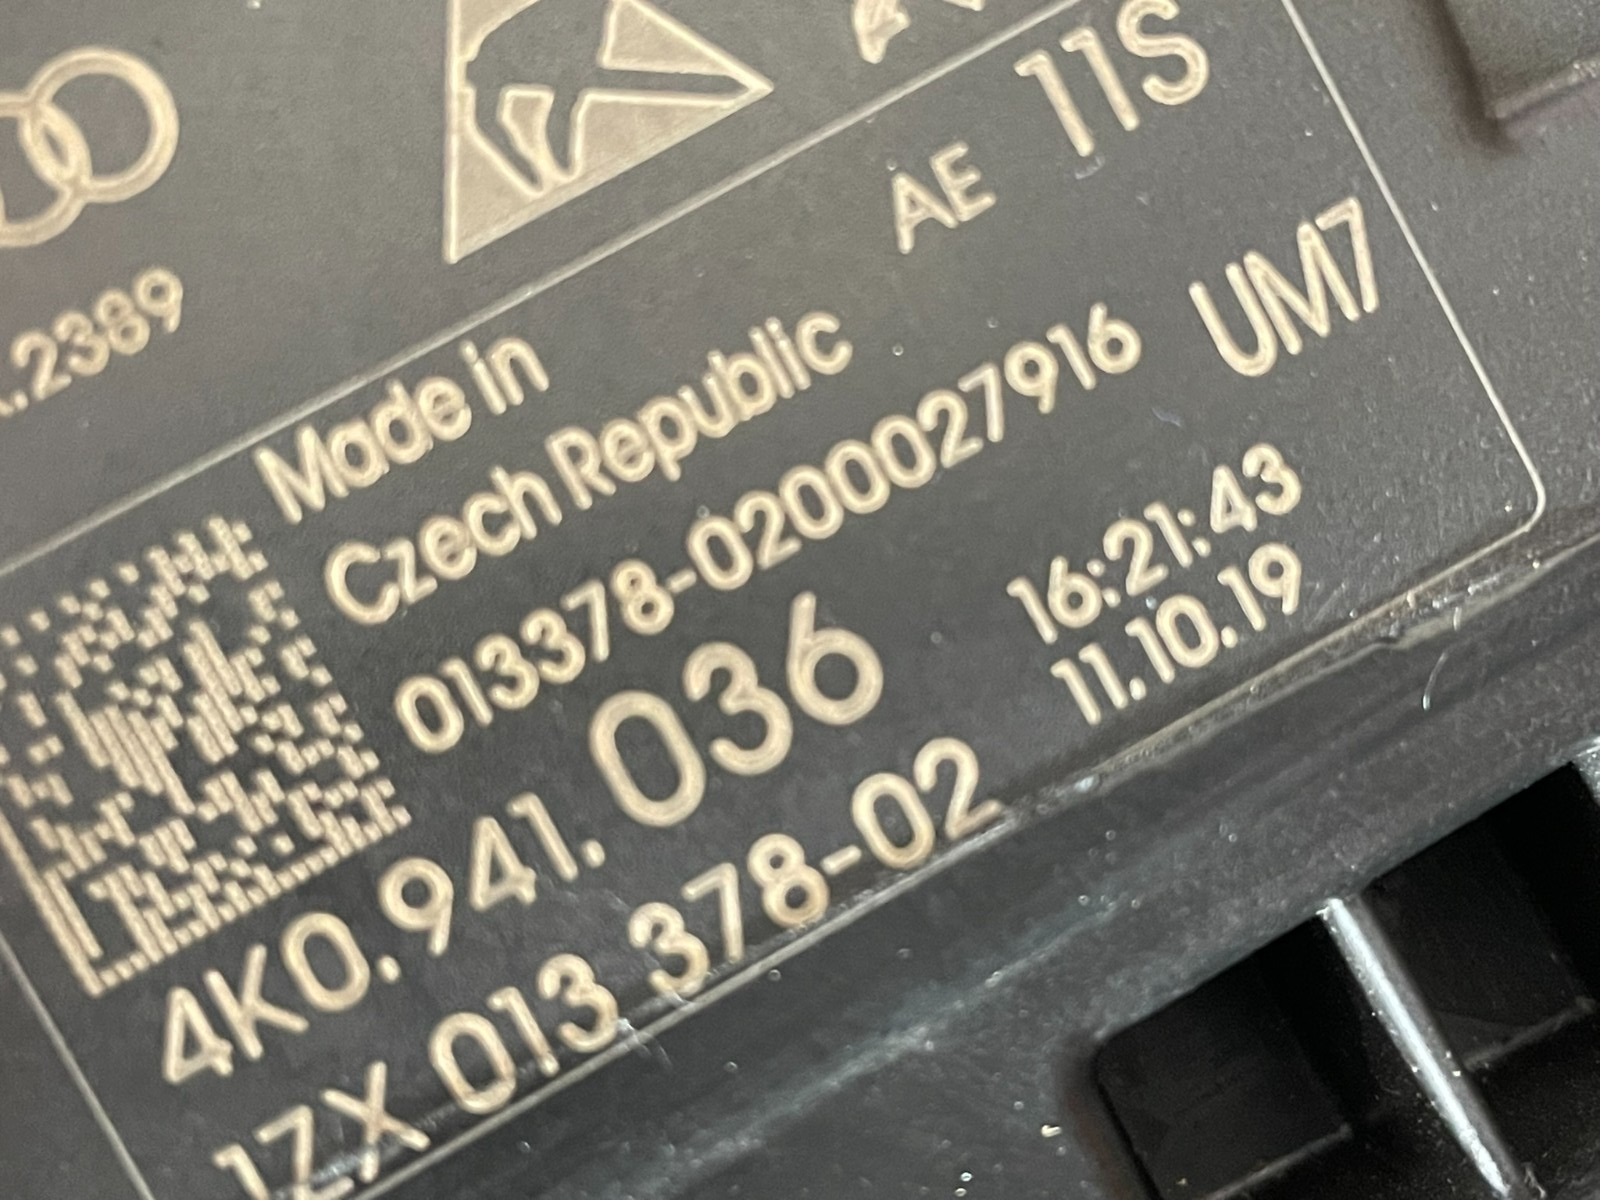 .2389
AE 11S
Made in
Czech Republic
UM7
013378-0200027916
16:21:43
11.10.19
4K0.941.036
1ZX 013 378-02